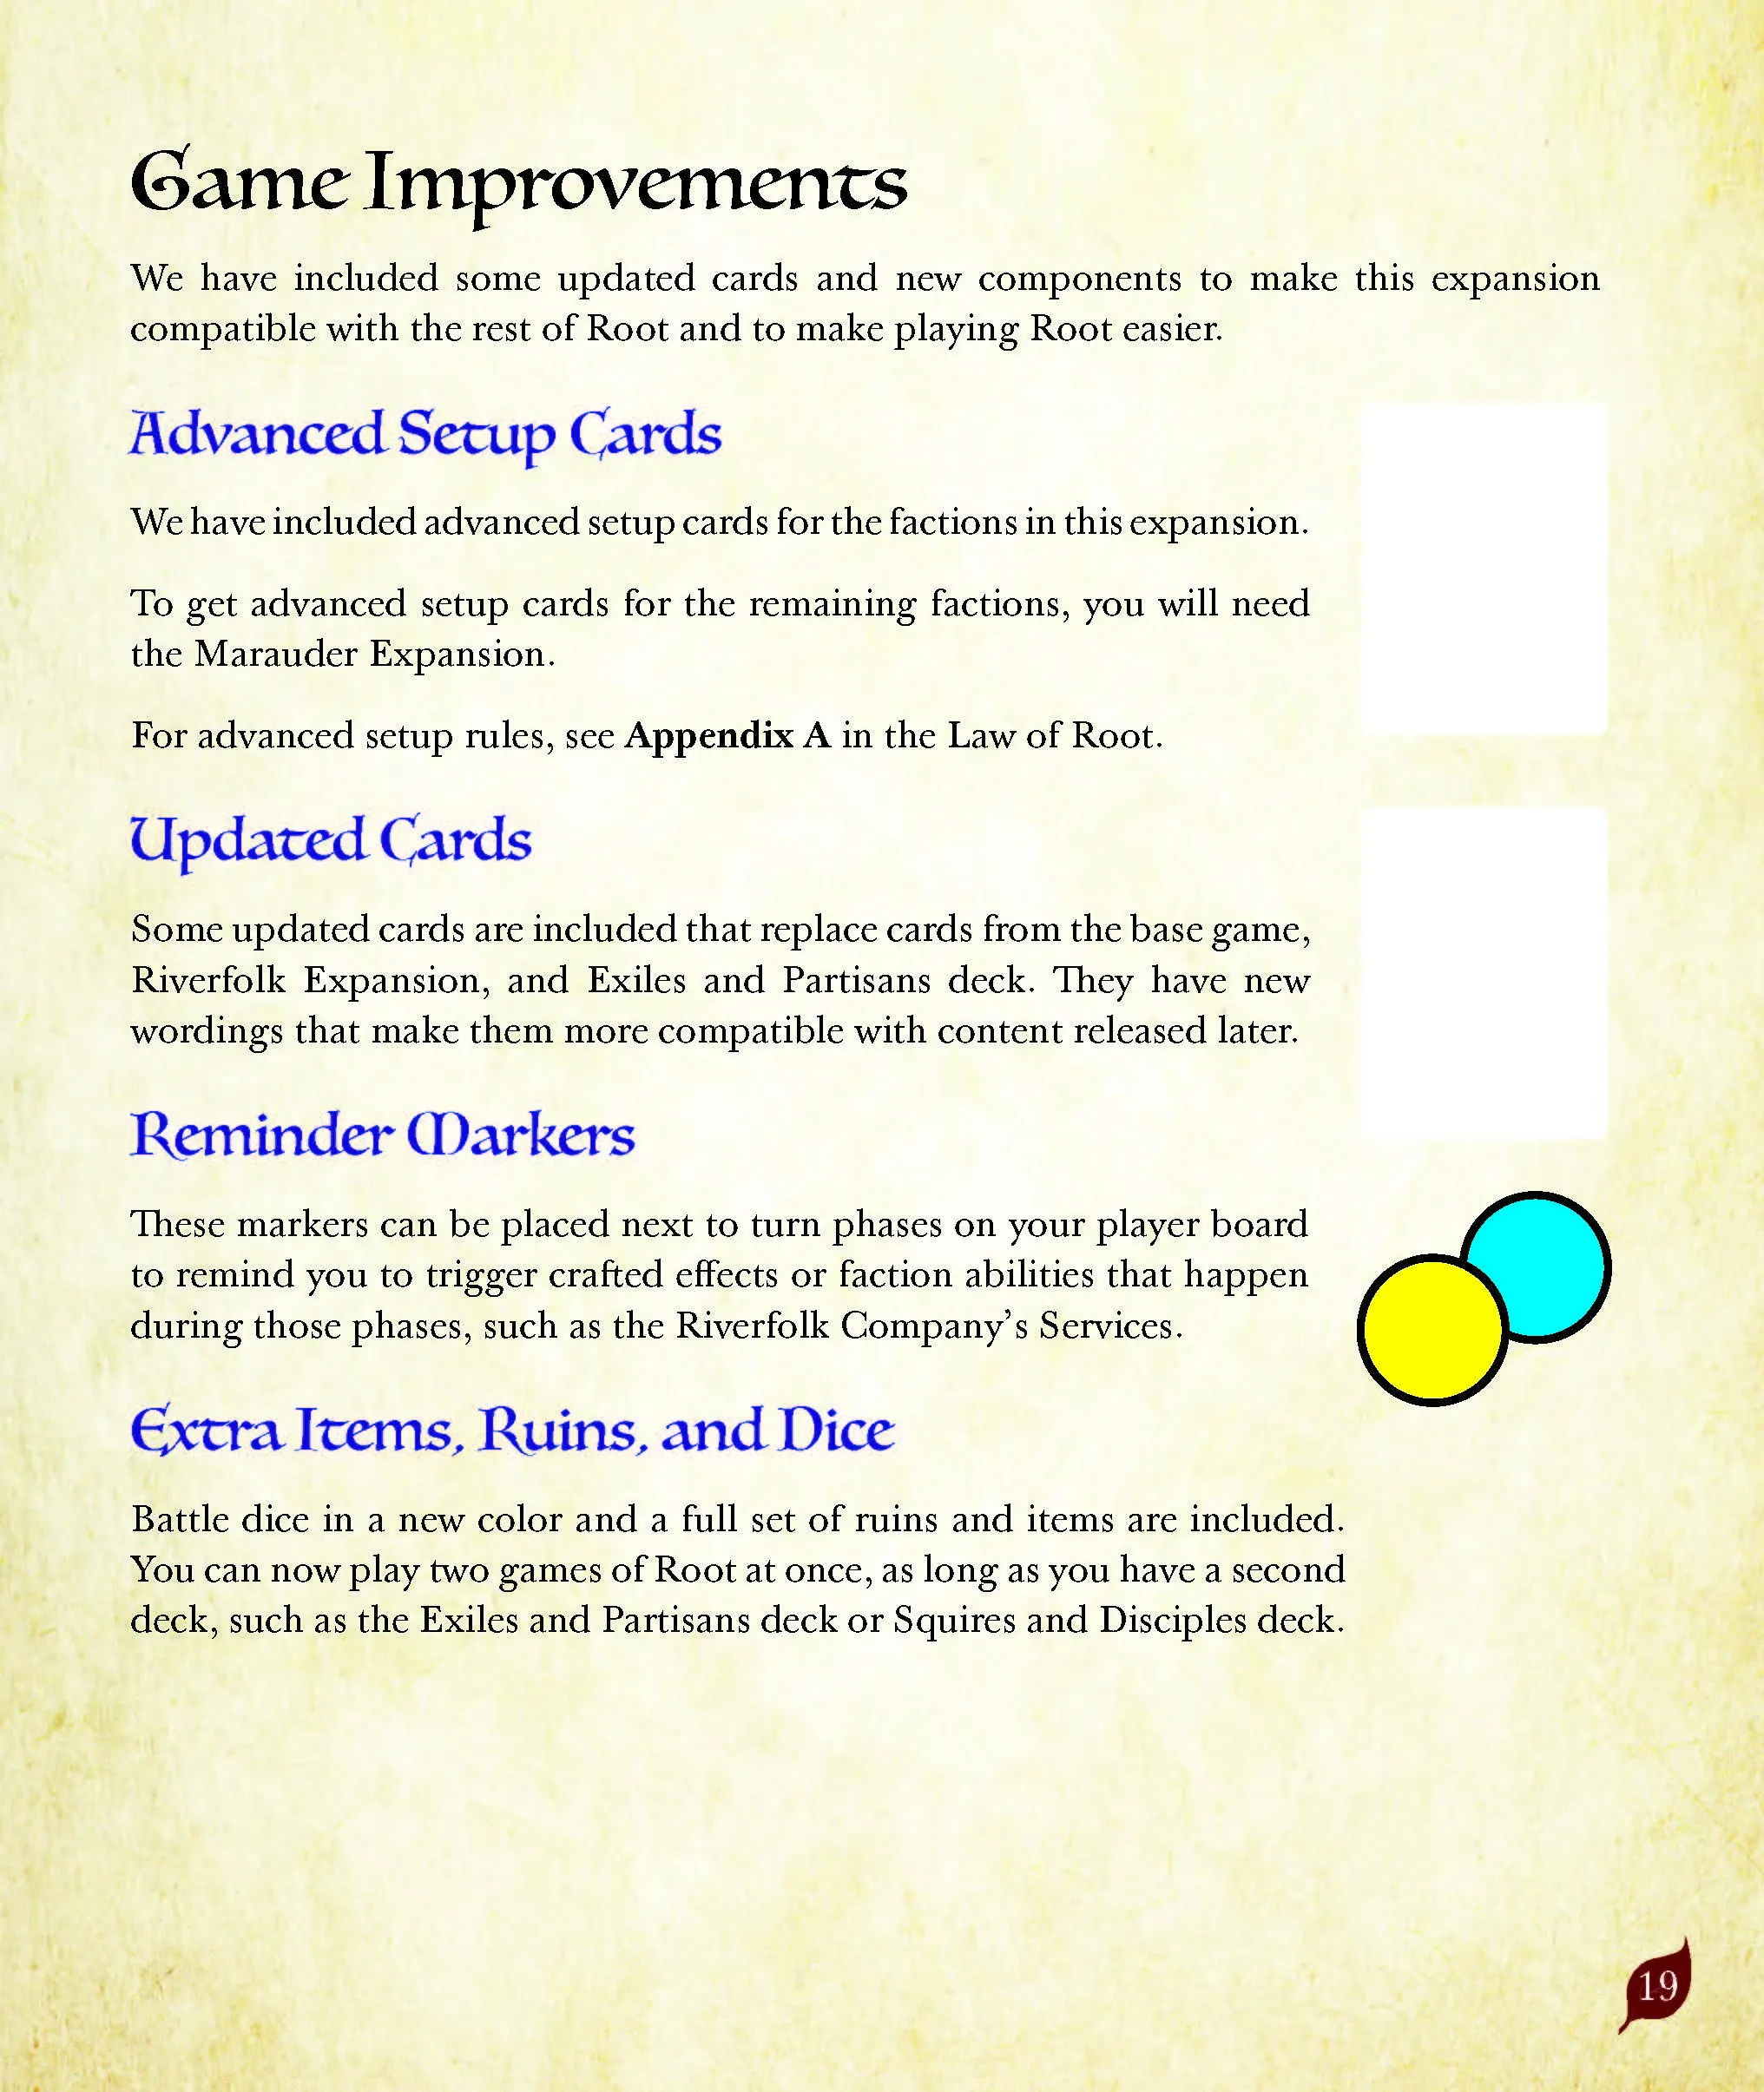 Game Improvements
We have included some updated cards and new components to make this expansion
compatible with the rest of Root and to make playing Root easier.
Advanced Setup Cards
We have included advanced setup cards for the factions in this expansion.
To get advanced setup cards for the remaining factions, you will need
the Marauder Expansion.
For advanced setup rules, see Appendix A in the Law of Root.
Updated Cards
Some updated cards are included that replace cards from the base game,
Riverfolk Expansion, and Exiles and Partisans deck. They have new
wordings that make them more compatible with content released later.
Reminder Markers
These markers can be placed next to turn phases on your player board
to remind you to trigger crafted effects or faction abilities that happen
during those phases, such as the Riverfolk Company’s Services.
Extra Items, Ruins, and Dice
Battle dice in a new color and a full set of ruins and items are included.
You can now play two games of Root at once, as long as you have a second
deck, such as the Exiles and Partisans deck or Squires and Disciples deck.
19